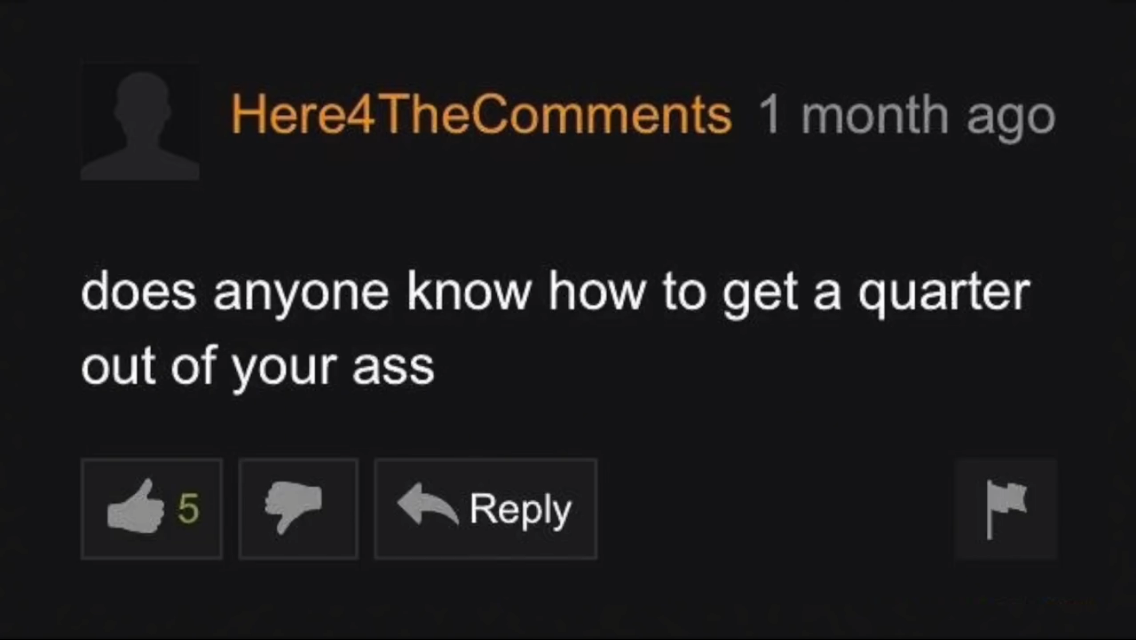 Here4TheComments 1 month ago
does anyone know how to get a quarter
out of your ass
5 Reply